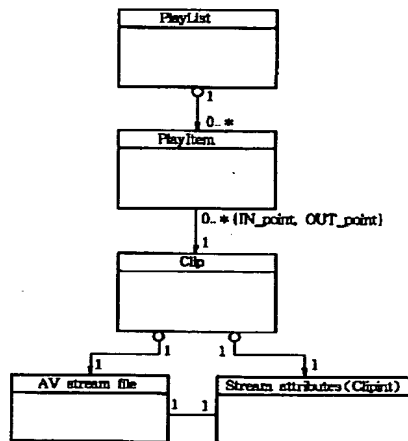 PlayList
1
0..*
PlayItem
0..* {IN_point, OUT_point}
1
Clip
1 1
1 1
AV stream file Stream attributes(Clipint)
1 1